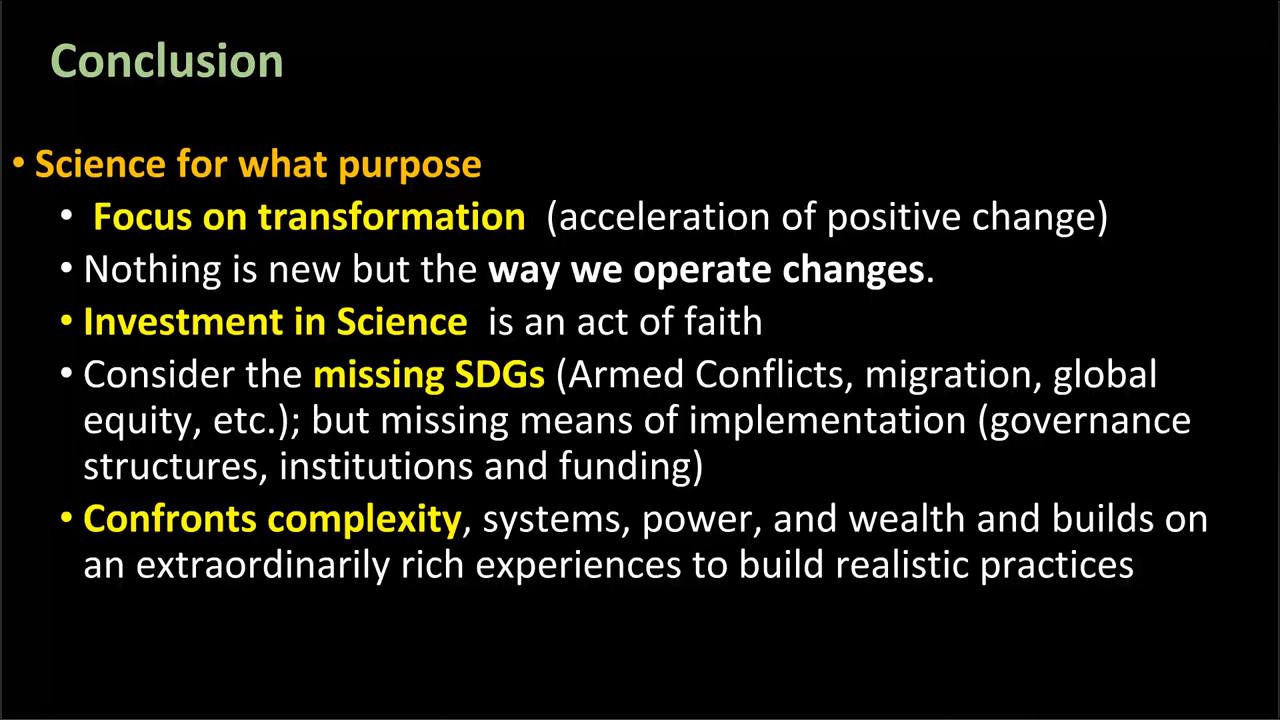 Conclusion
• Science for what purpose
• Focus on transformation (acceleration of positive change)
• Nothing is new but the way we operate changes.
• Investment in Science is an act of faith
• Consider the missing SDGs (Armed Conflicts, migration, global
equity, etc.); but missing means of implementation (governance
structures, institutions and funding)
• Confronts complexity, systems, power, and wealth and builds on
an extraordinarily rich experiences to build realistic practices